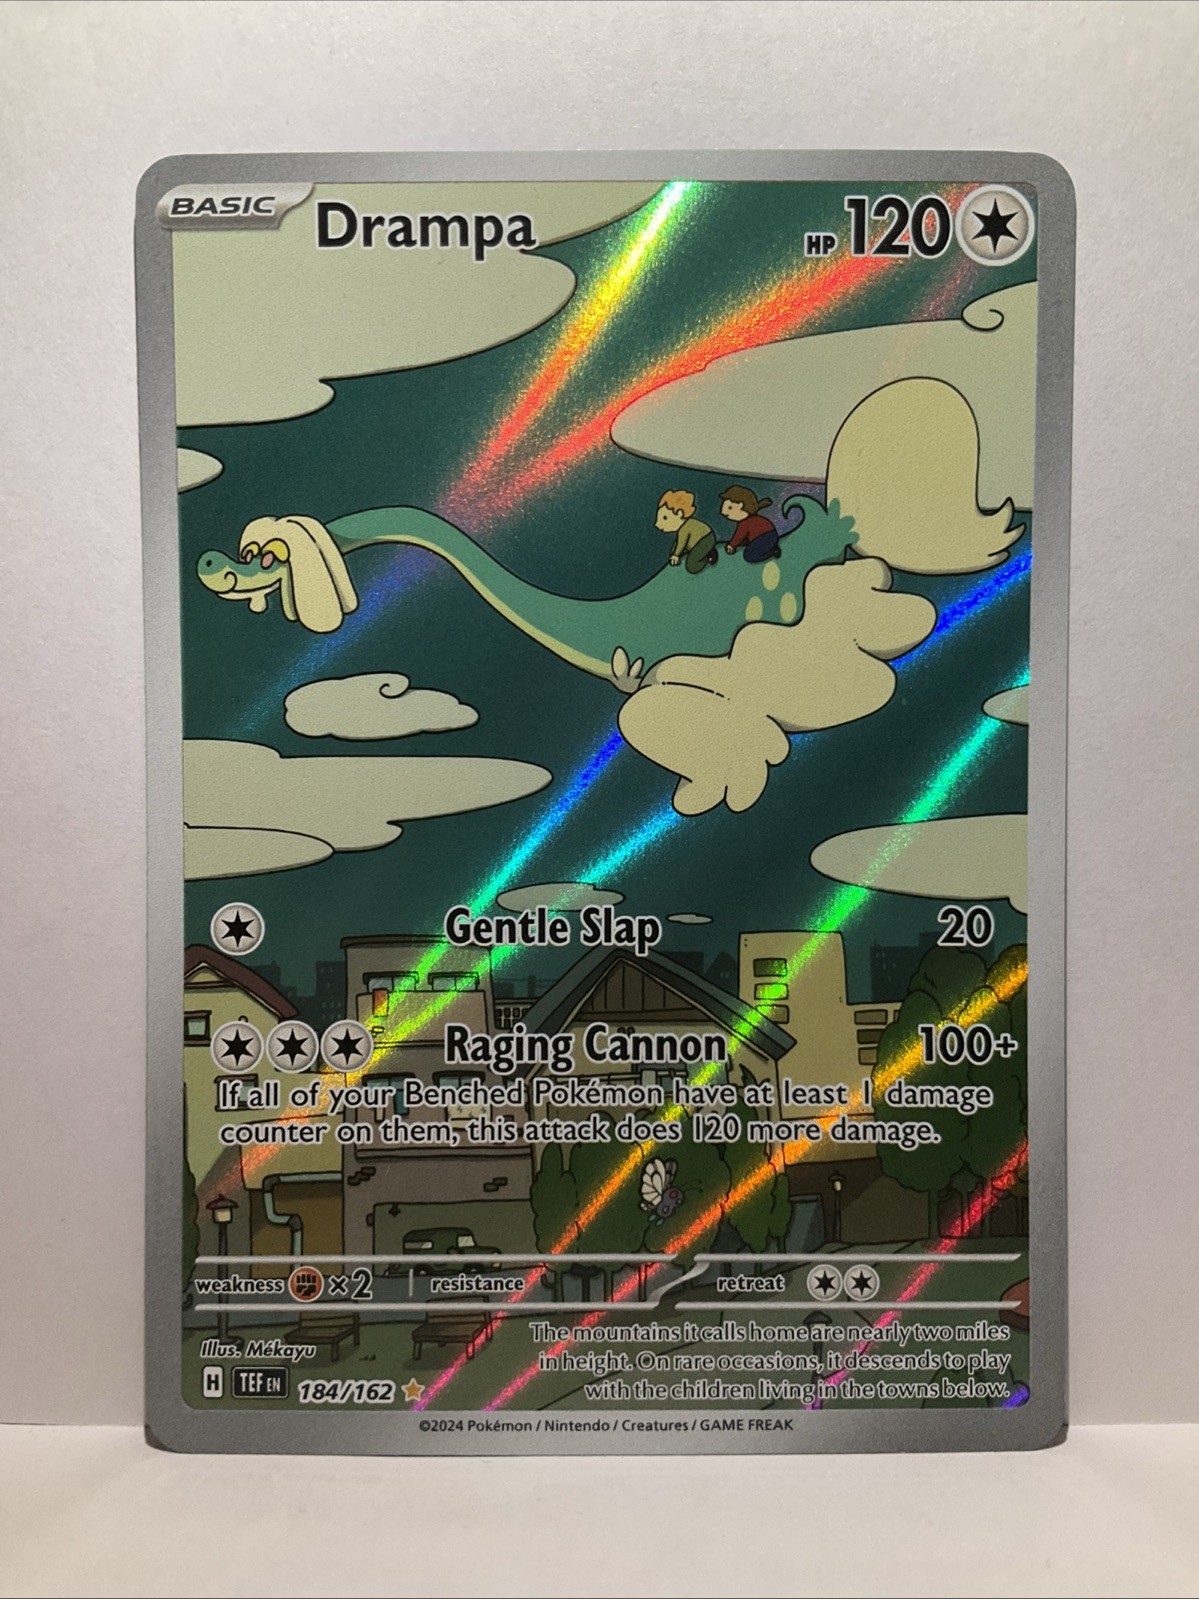 BASIC
Drampa
HP 120
Gentle Slap 20
Raging Cannon 100+
If all of your Benched Pokémon have at least 1 damage
counter on them, this attack does 120 more damage.
weakness ×2 resistance retreat
Illus. Mékayu
The mountains it calls home are nearly two miles
in height. On rare occasions, it descends to play
with the children living in the towns below.
H TEF EN 184/162
©2024 Pokémon / Nintendo / Creatures / GAME FREAK